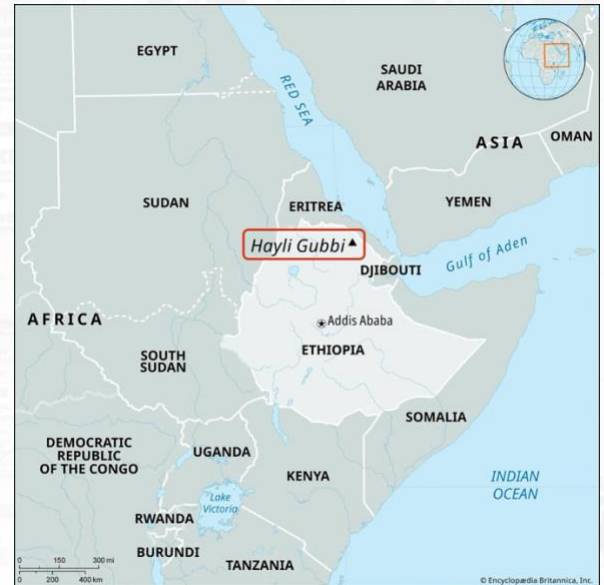 EGYPT
SAUDI
ARABIA
RED SEA
ASIA
OMAN
SUDAN
ERITREA
YEMEN
Hayli Gubbi
DJIBOUTI
Gulf of Aden
AFRICA
Addis Ababa
ETHIOPIA
SOUTH
SUDAN
SOMALIA
DEMOCRATIC
REPUBLIC
OF THE CONGO
UGANDA
KENYA
INDIAN
OCEAN
Lake
Victoria
RWANDA
BURUNDI
TANZANIA
0 150 300 mi
0 200 400 km
© Encyclopædia Britannica, Inc.